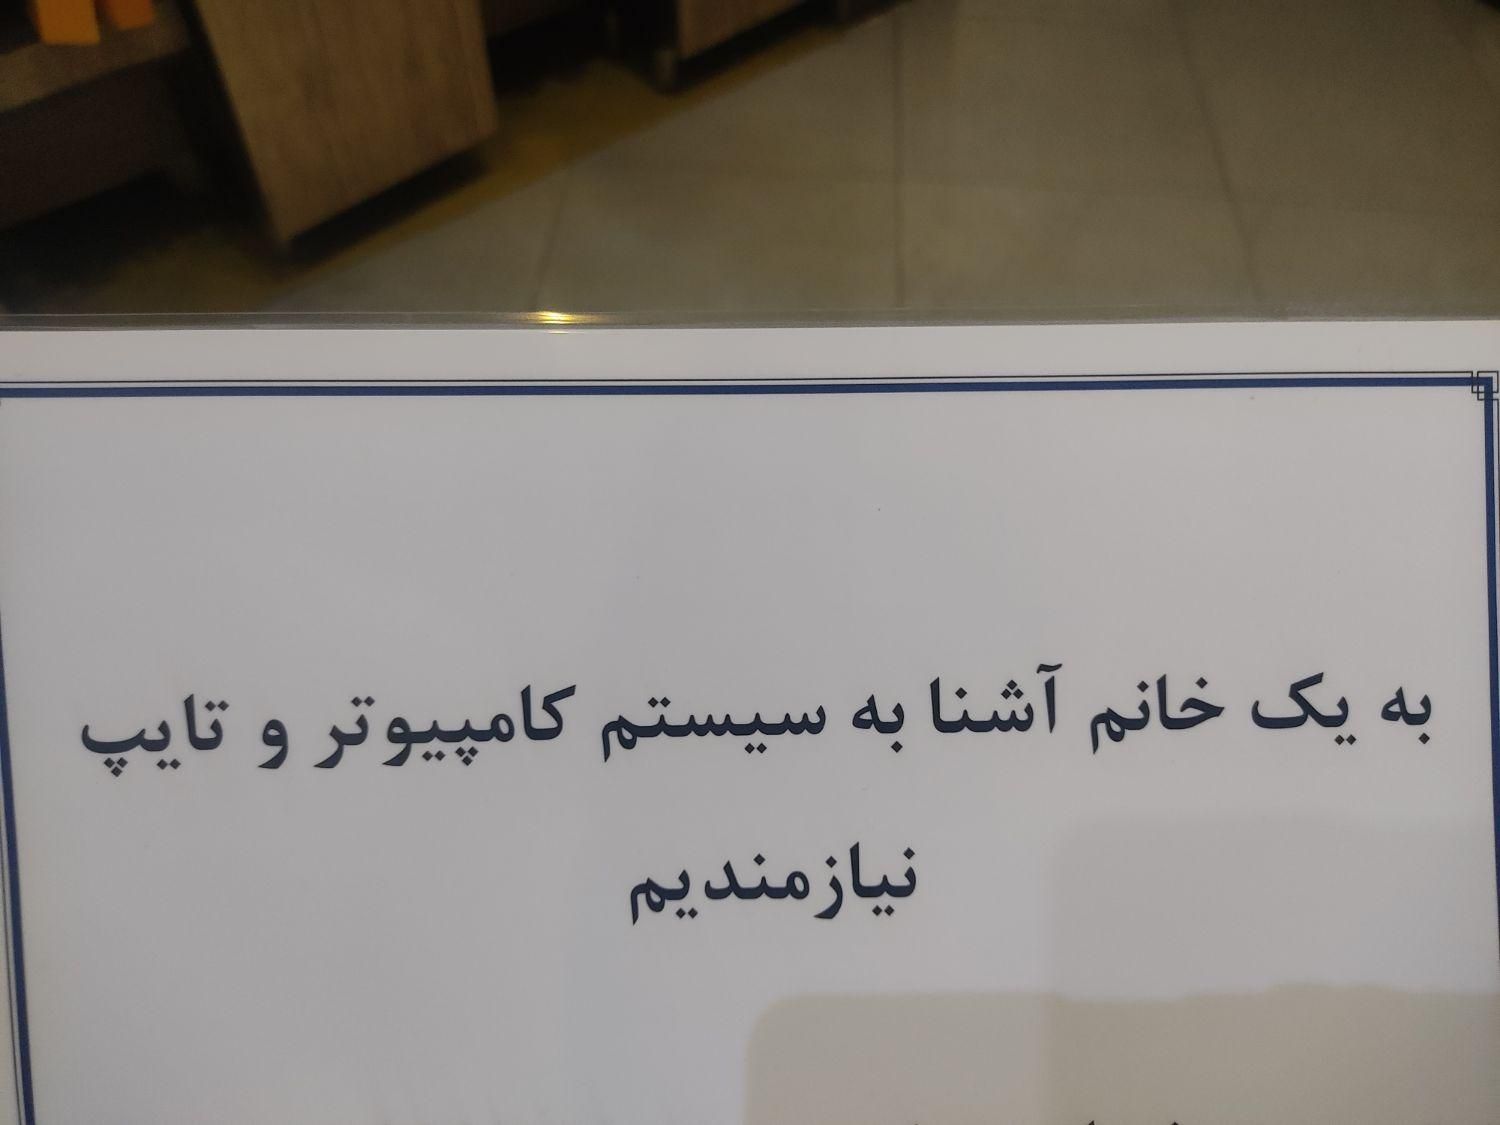 به یک خانم آشنا به سیستم کامپیوتر و تایپ
نیازمندیم